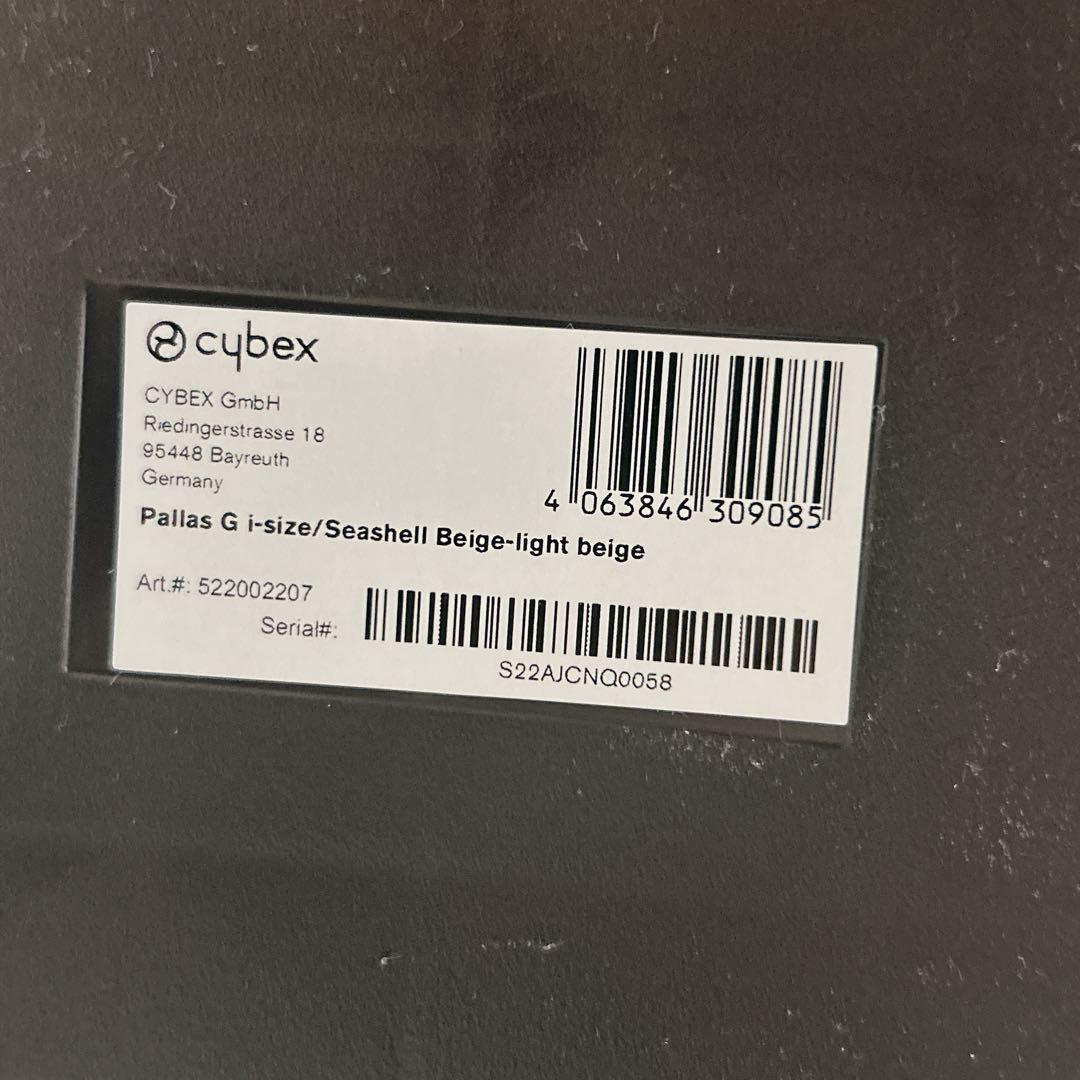 cybex
CYBEX GmbH
Riedingerstrasse 18
95448 Bayreuth
Germany
4 063846 309085
Pallas G i-size/Seashell Beige-light beige
Art.#: 522002207
Serial#:
S22AJCNQ0058